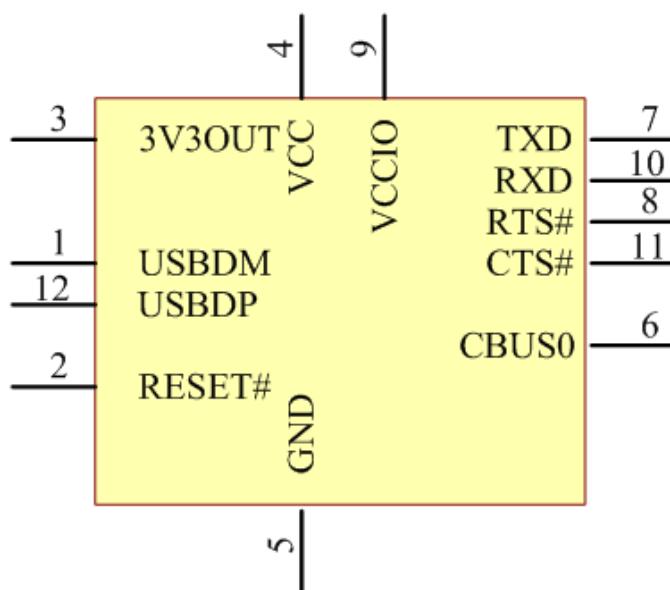 4 9
3 3V3OUT VCC VCCIO TXD 7
RXD 10
RTS# 8
1 USBDM CTS# 11
12 USBDP
CBUS0 6
2 RESET# GND
5